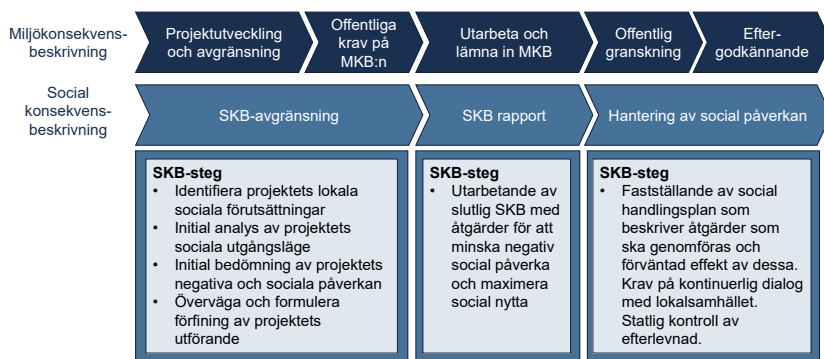 Miljökonsekvens-
beskrivning
Projektutveckling
och avgränsning
Offentliga
krav på
MKB:n
Utarbeta och
lämna in MKB
Offentlig
granskning
Efter-
godkännande
Social
konsekvens-
beskrivning
SKB-avgränsning
SKB rapport
Hantering av social påverkan
SKB-steg
• Identifiera projektets lokala
sociala förutsättningar
• Initial analys av projektets
sociala utgångsläge
• Initial bedömning av projektets
negativa och sociala påverkan
• Överväga och formulera
förfining av projektets
utförande
SKB-steg
• Utarbetande av
slutlig SKB med
åtgärder för att
minska negativ
social påverka
och maximera
social nytta
SKB-steg
• Fastställande av social
handlingsplan som
beskriver åtgärder som
ska genomföras och
förväntad effekt av dessa.
Krav på kontinuerlig dialog
med lokalsamhället.
Statlig kontroll av
efterlevnad.